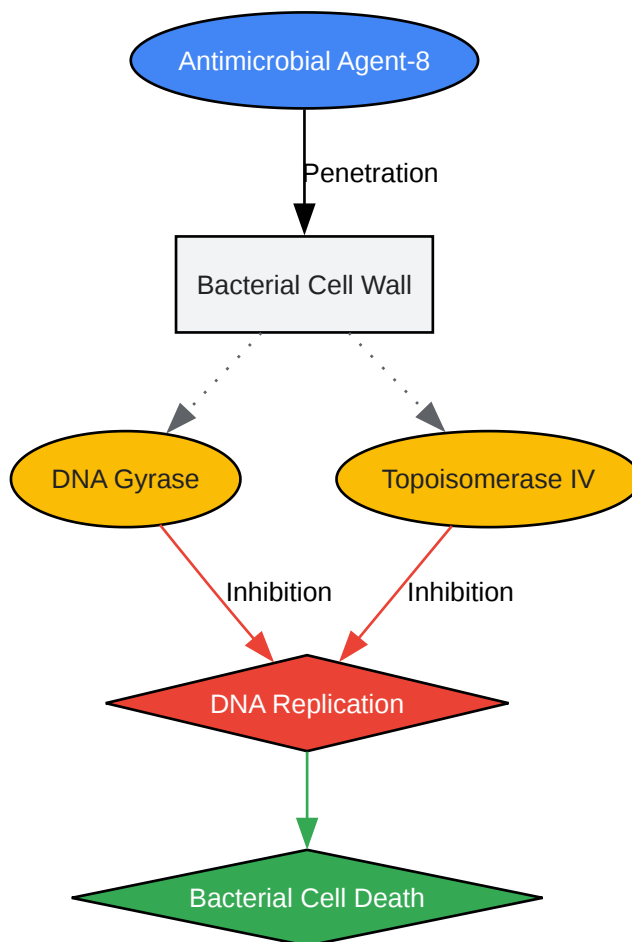 Antimicrobial Agent-8
Penetration
Bacterial Cell Wall
DNA Gyrase
Topoisomerase IV
Inhibition
Inhibition
DNA Replication
Bacterial Cell Death